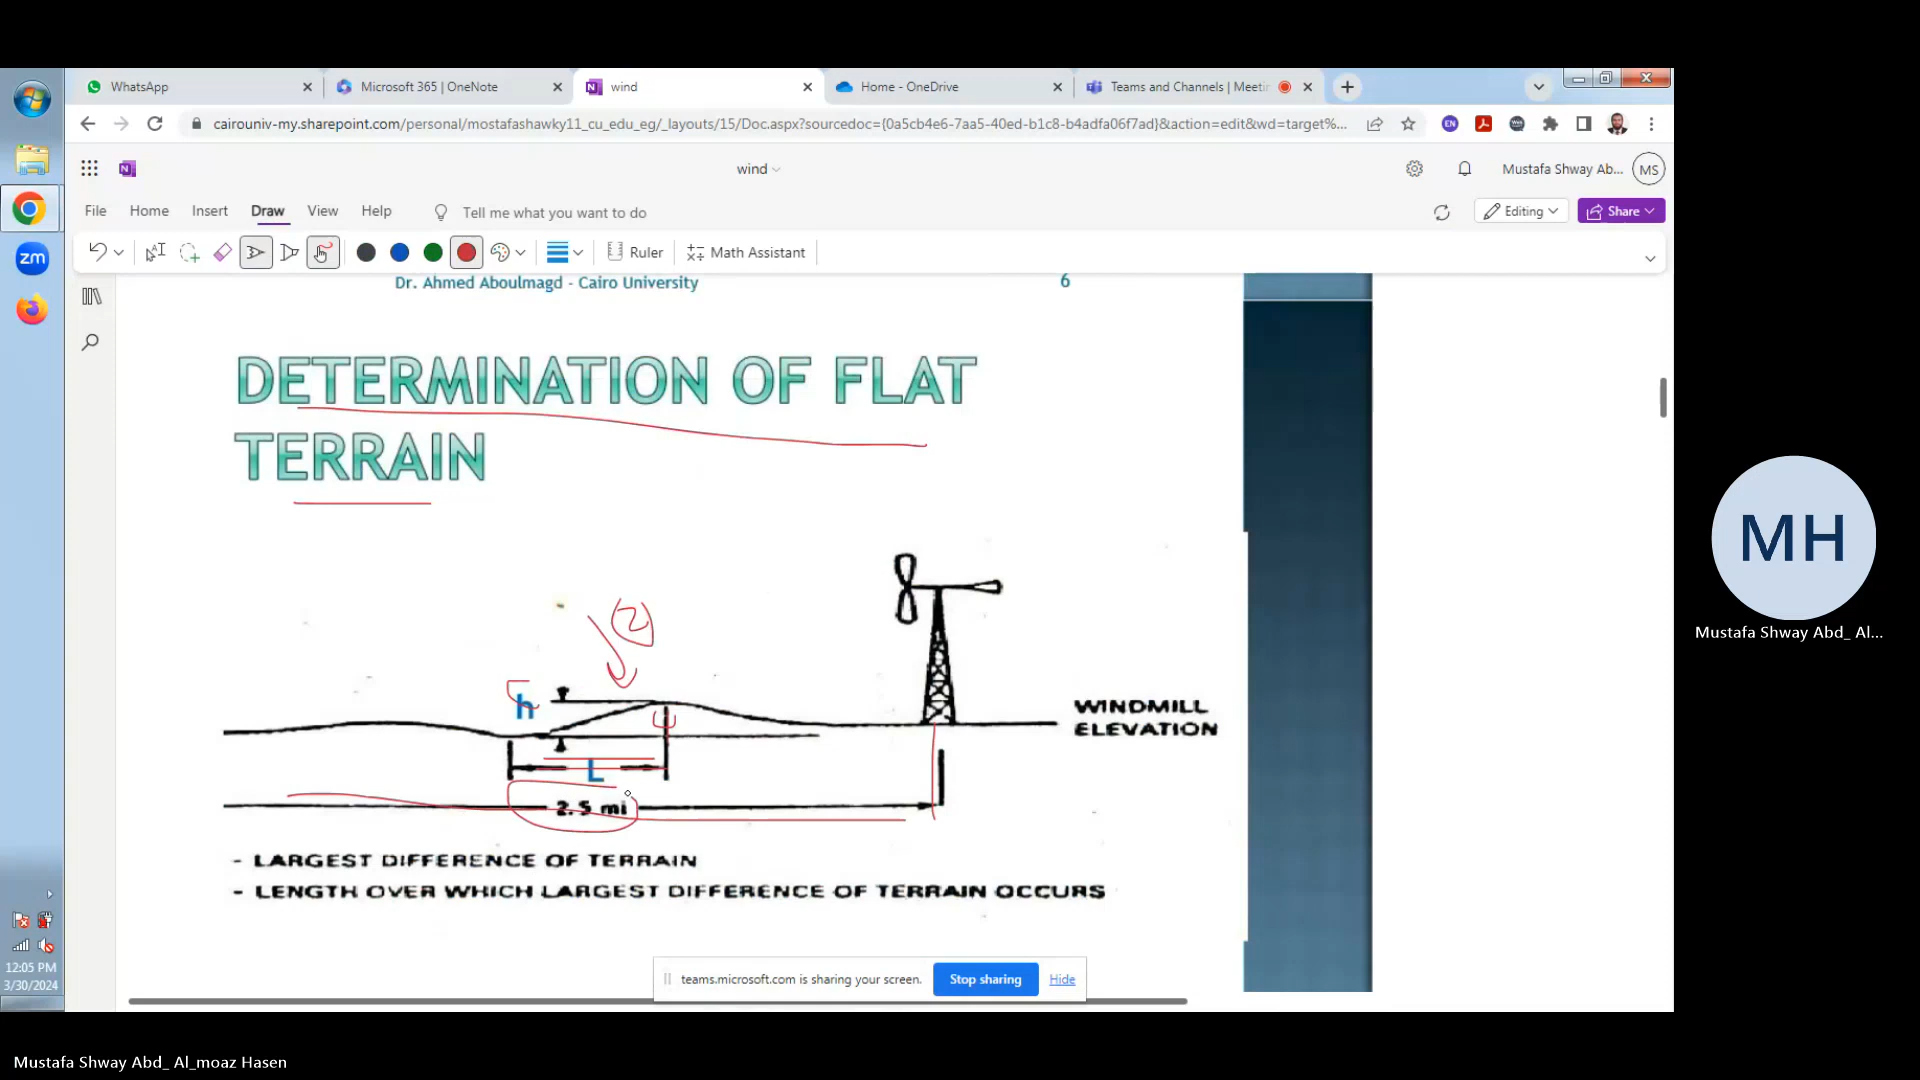 WhatsApp
Microsoft 365 | OneNote
wind
Home - OneDrive
Teams and Channels | Meetin
cairouniv-my.sharepoint.com/personal/mostafashawky11_cu_edu_eg/_layouts/15/Doc.aspx?sourcedoc={0a5cb4e6-7aa5-40ed-b1c8-b4adfa06f7ad}&action=edit&wd=target%...
EN
wind
Mustafa Shway Ab...
MS
File Home Insert Draw View Help
Tell me what you want to do
Editing
Share
Ruler
Math Assistant
zm
Dr. Ahmed Aboulmagd - Cairo University
6
DETERMINATION OF FLAT
TERRAIN
2
h
WINDMILL
ELEVATION
L
2.5 mi
- LARGEST DIFFERENCE OF TERRAIN
- LENGTH OVER WHICH LARGEST DIFFERENCE OF TERRAIN OCCURS
teams.microsoft.com is sharing your screen.
Stop sharing
Hide
12:05 PM
3/30/2024
MH
Mustafa Shway Abd_ Al...
Mustafa Shway Abd_ Al_moaz Hasen